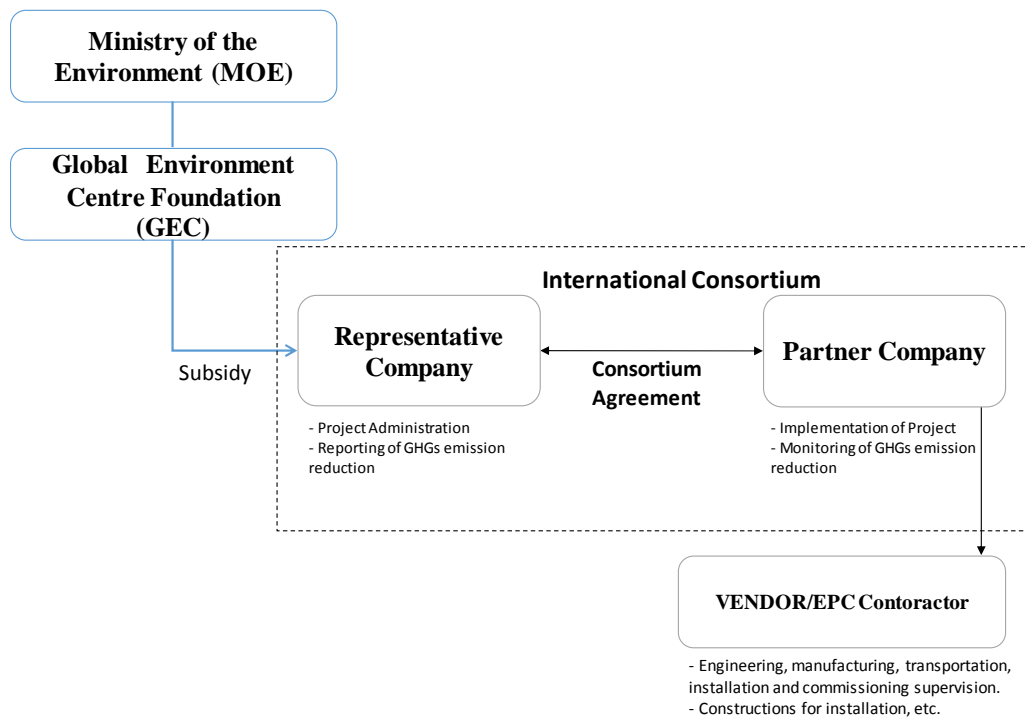 Ministry of the
Environment (MOE)
Global Environment
Centre Foundation
(GEC)
International Consortium
Representative
Company
Partner Company
Subsidy
Consortium
Agreement
- Project Administration
- Reporting of GHGs emission
reduction
- Implementation of Project
- Monitoring of GHGs emission
reduction
VENDOR/EPC Contoractor
- Engineering, manufacturing, transportation,
installation and commissioning supervision.
- Constructions for installation, etc.